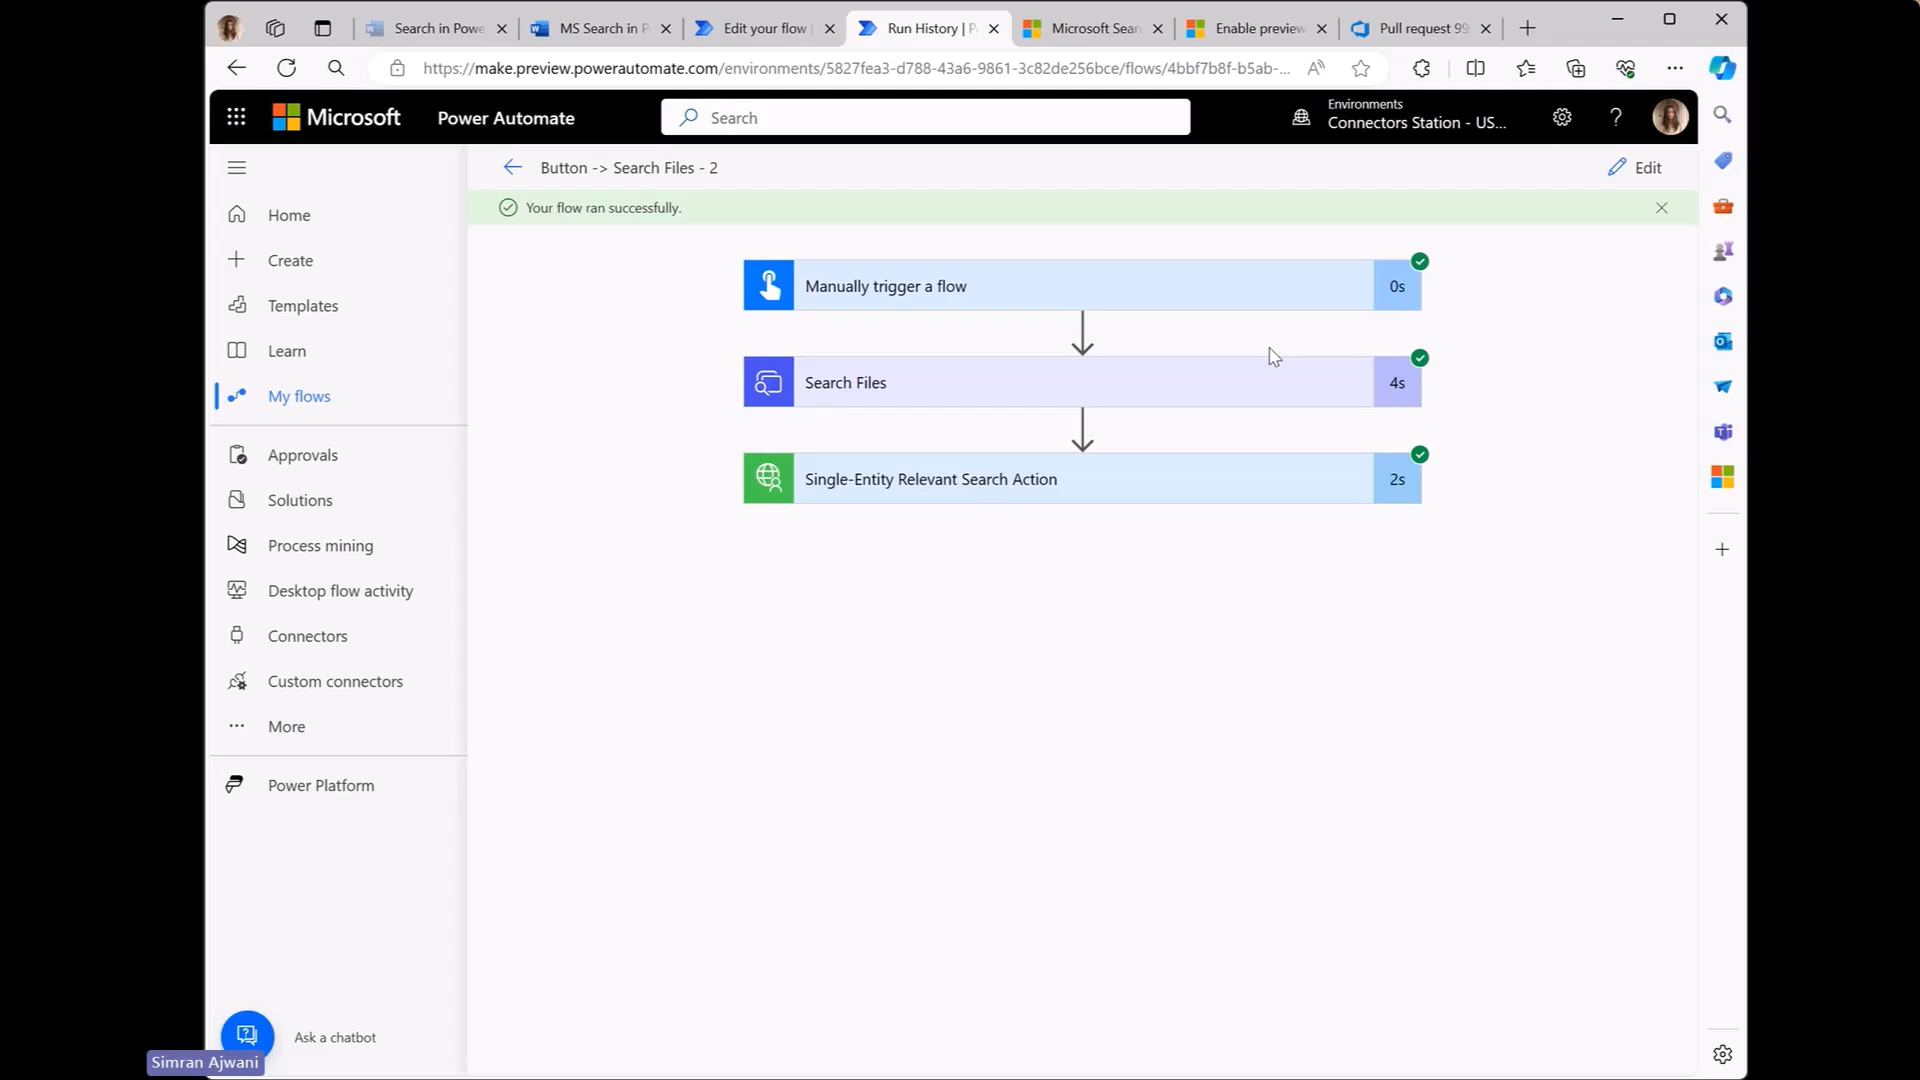 Search in Powe
MS Search in P
Edit your flow |
Run History | P
Microsoft Sear
Enable preview
Pull request 99
https://make.preview.powerautomate.com/environments/5827fea3-d788-43a6-9861-3c82de256bce/flows/4bbf7b8f-b5ab-...
Microsoft
Power Automate
Search
Environments
Connectors Station - US...
Button -> Search Files - 2
Edit
Your flow ran successfully.
Home
Create
Templates
Learn
My flows
Approvals
Solutions
Process mining
Desktop flow activity
Connectors
Custom connectors
More
Power Platform
Manually trigger a flow
0s
Search Files
4s
Single-Entity Relevant Search Action
2s
Ask a chatbot
Simran Ajwani